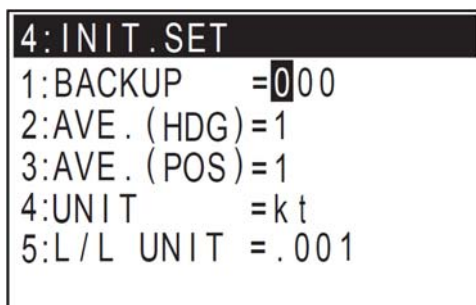 4:INIT.SET
1:BACKUP =000
2:AVE.(HDG)=1
3:AVE.(POS)=1
4:UNIT =kt
5:L/L UNIT =.001